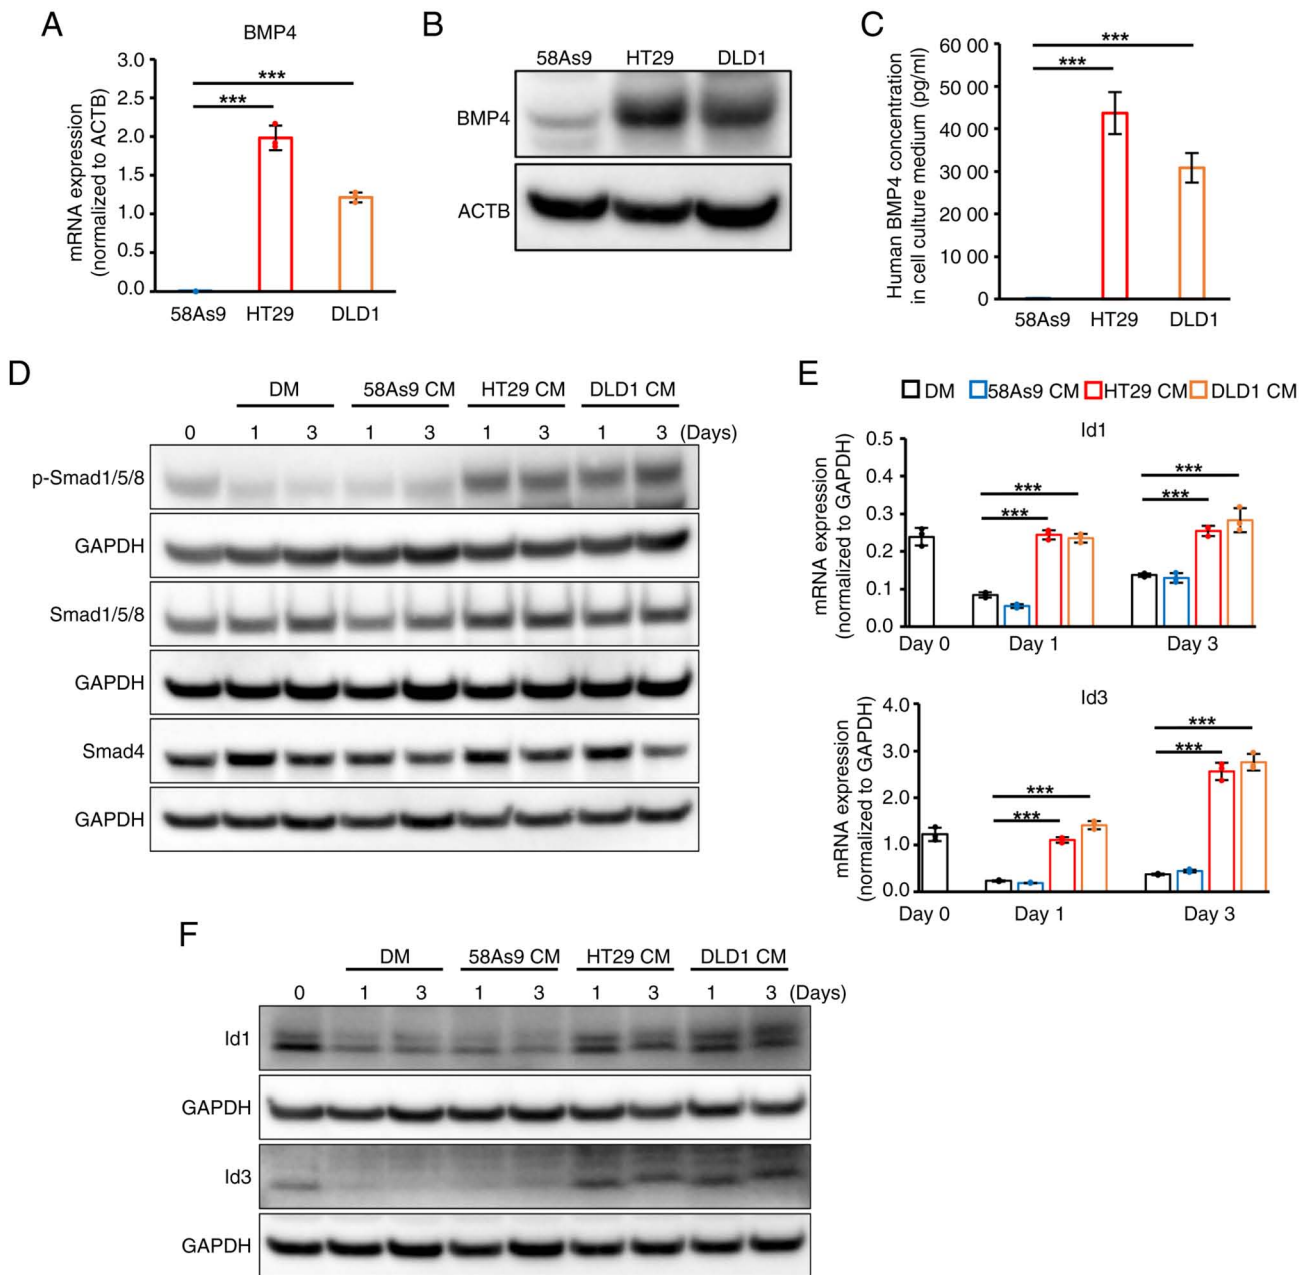 A
BMP4
mRNA expression
(normalized to ACTB)
3.0
2.5
2.0
1.5
1.0
0.5
0.0
***
***
58As9 HT29 DLD1
B
58As9 HT29 DLD1
BMP4
ACTB
C
Human BMP4 concentration
in cell culture medium (pg/ml)
60 00
50 00
40 00
30 00
20 00
10 00
0
***
***
58As9 HT29 DLD1
D
DM 58As9 CM HT29 CM DLD1 CM
0 1 3 1 3 1 3 1 3 (Days)
p-Smad1/5/8
GAPDH
Smad1/5/8
GAPDH
Smad4
GAPDH
E
DM 58As9 CM HT29 CM DLD1 CM
Id1
mRNA expression
(normalized to GAPDH)
0.5
0.4
0.3
0.2
0.1
0.0
***
***
***
***
Day 0 Day 1 Day 3
Id3
mRNA expression
(normalized to GAPDH)
4.0
3.0
2.0
1.0
0.0
***
***
***
***
Day 0 Day 1 Day 3
F
DM 58As9 CM HT29 CM DLD1 CM
0 1 3 1 3 1 3 1 3 (Days)
Id1
GAPDH
Id3
GAPDH